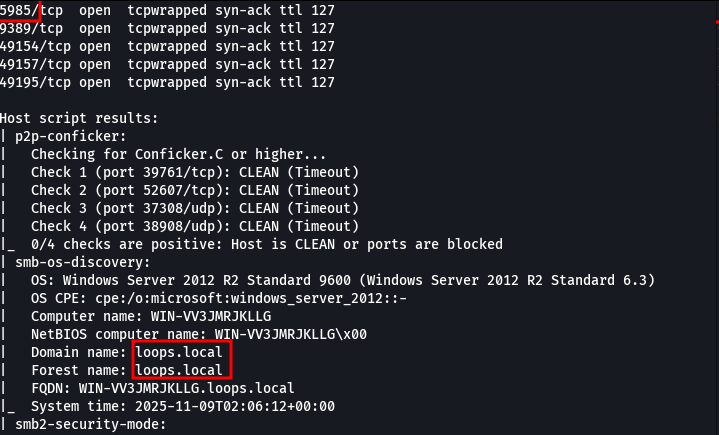 5985/tcp  open  tcpwrapped syn-ack ttl 127
9389/tcp  open  tcpwrapped syn-ack ttl 127
49154/tcp open  tcpwrapped syn-ack ttl 127
49157/tcp open  tcpwrapped syn-ack ttl 127
49195/tcp open  tcpwrapped syn-ack ttl 127
Host script results:
| p2p-conficker:
|   Checking for Conficker.C or higher...
|   Check 1 (port 39761/tcp): CLEAN (Timeout)
|   Check 2 (port 52607/tcp): CLEAN (Timeout)
|   Check 3 (port 37308/udp): CLEAN (Timeout)
|   Check 4 (port 38908/udp): CLEAN (Timeout)
|_  0/4 checks are positive: Host is CLEAN or ports are blocked
| smb-os-discovery:
|   OS: Windows Server 2012 R2 Standard 9600 (Windows Server 2012 R2 Standard 6.3)
|   OS CPE: cpe:/o:microsoft:windows_server_2012::-
|   Computer name: WIN-VV3JMRJKLLG
|   NetBIOS computer name: WIN-VV3JMRJKLLG\x00
|   Domain name: loops.local
|   Forest name: loops.local
|   FQDN: WIN-VV3JMRJKLLG.loops.local
|_  System time: 2025-11-09T02:06:12+00:00
| smb2-security-mode: